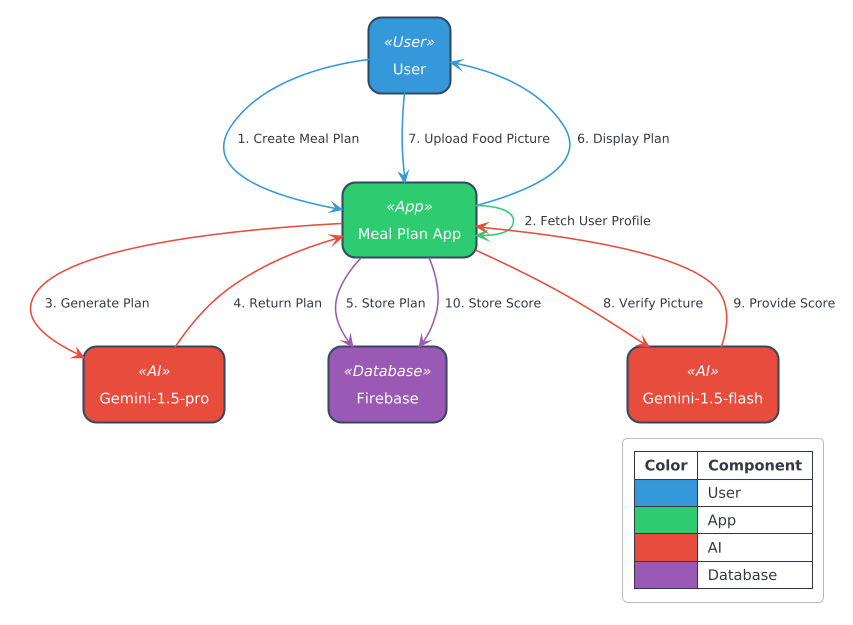 «User»
User
1. Create Meal Plan
7. Upload Food Picture
6. Display Plan
«App»
Meal Plan App
2. Fetch User Profile
3. Generate Plan
4. Return Plan
5. Store Plan
10. Store Score
8. Verify Picture
9. Provide Score
«AI»
Gemini-1.5-pro
«Database»
Firebase
«AI»
Gemini-1.5-flash
Color Component
User
App
AI
Database